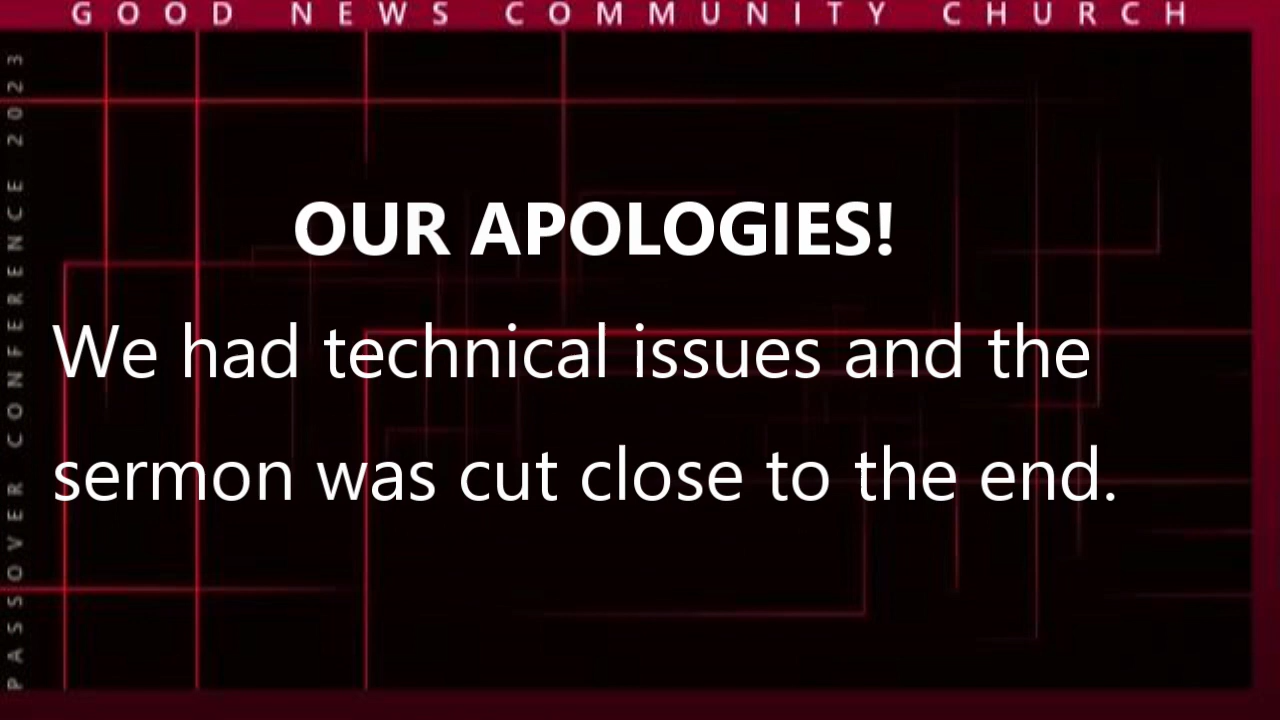 GOOD NEWS COMMUNITY CHURCH
PASSOVER CONFERENCE 2023
OUR APOLOGIES!
We had technical issues and the
sermon was cut close to the end.